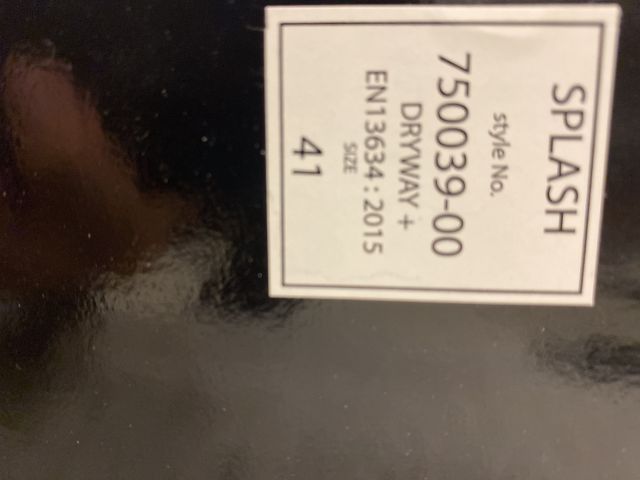 SPLASH
style No.
750039-00
DRYWAY +
EN13634 : 2015
SIZE
41